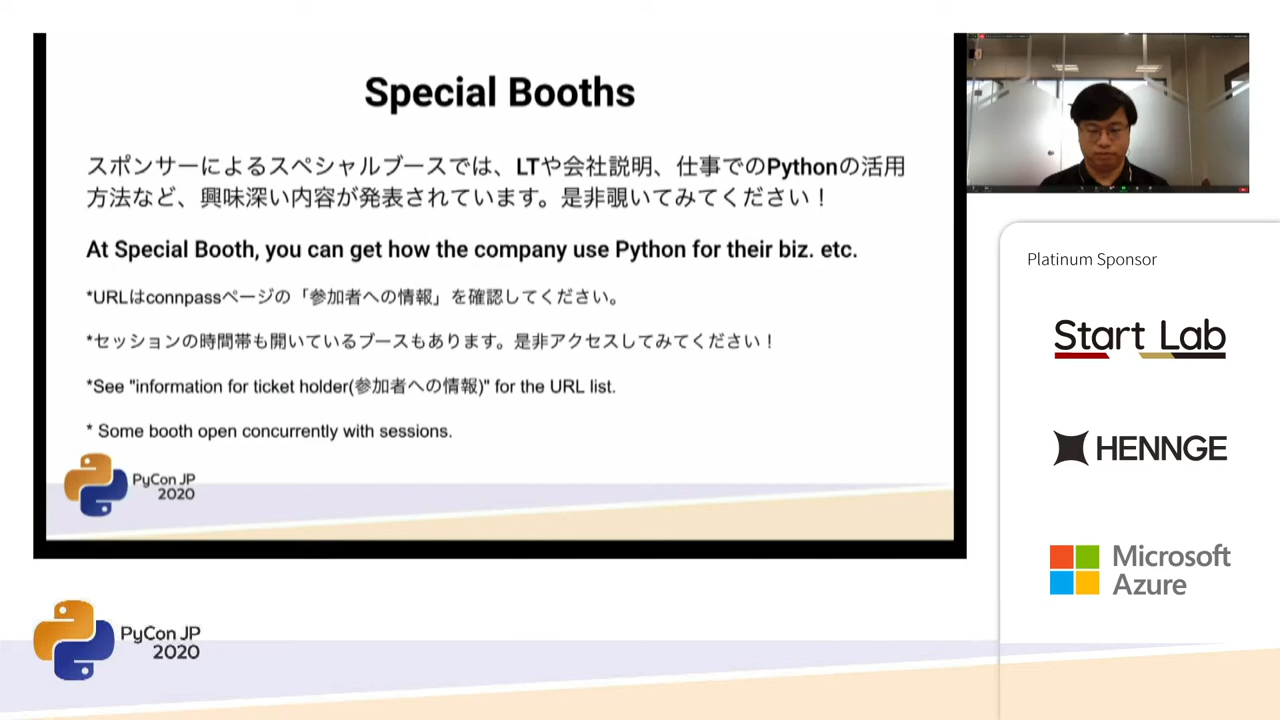 Special Booths
スポンサーによるスペシャルブースでは、LTや会社説明、仕事でのPythonの活用
方法など、興味深い内容が発表されています。是非覗いてみてください！
At Special Booth, you can get how the company use Python for their biz. etc.
*URLはconnpassページの「参加者への情報」を確認してください。
*セッションの時間帯も開いているブースもあります。是非アクセスしてみてください！
*See "information for ticket holder(参加者への情報)" for the URL list.
* Some booth open concurrently with sessions.
PyCon JP
2020
Platinum Sponsor
Start Lab
HENNGE
Microsoft
Azure
PyCon JP
2020